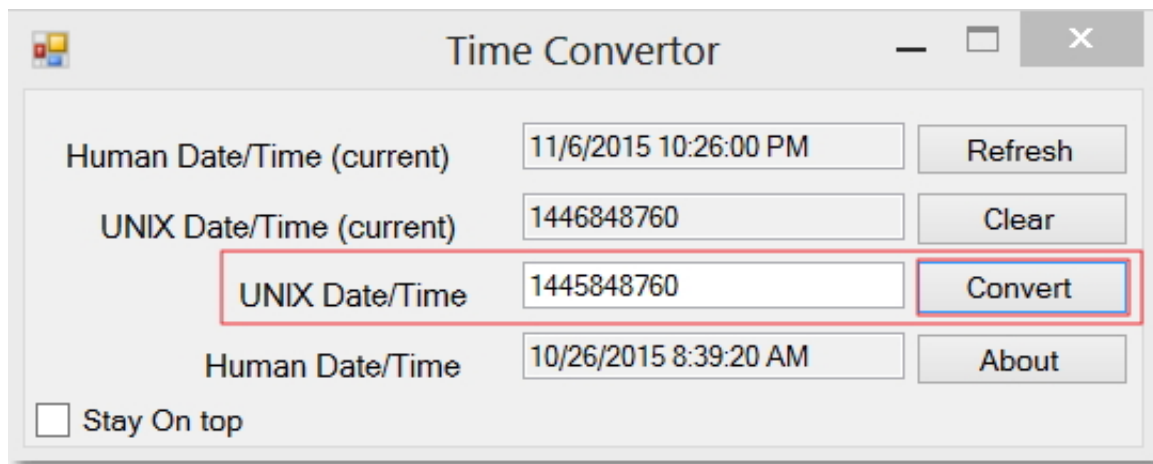 Time Convertor
Human Date/Time (current) 11/6/2015 10:26:00 PM Refresh
UNIX Date/Time (current) 1446848760 Clear
UNIX Date/Time 1445848760 Convert
Human Date/Time 10/26/2015 8:39:20 AM About
Stay On top